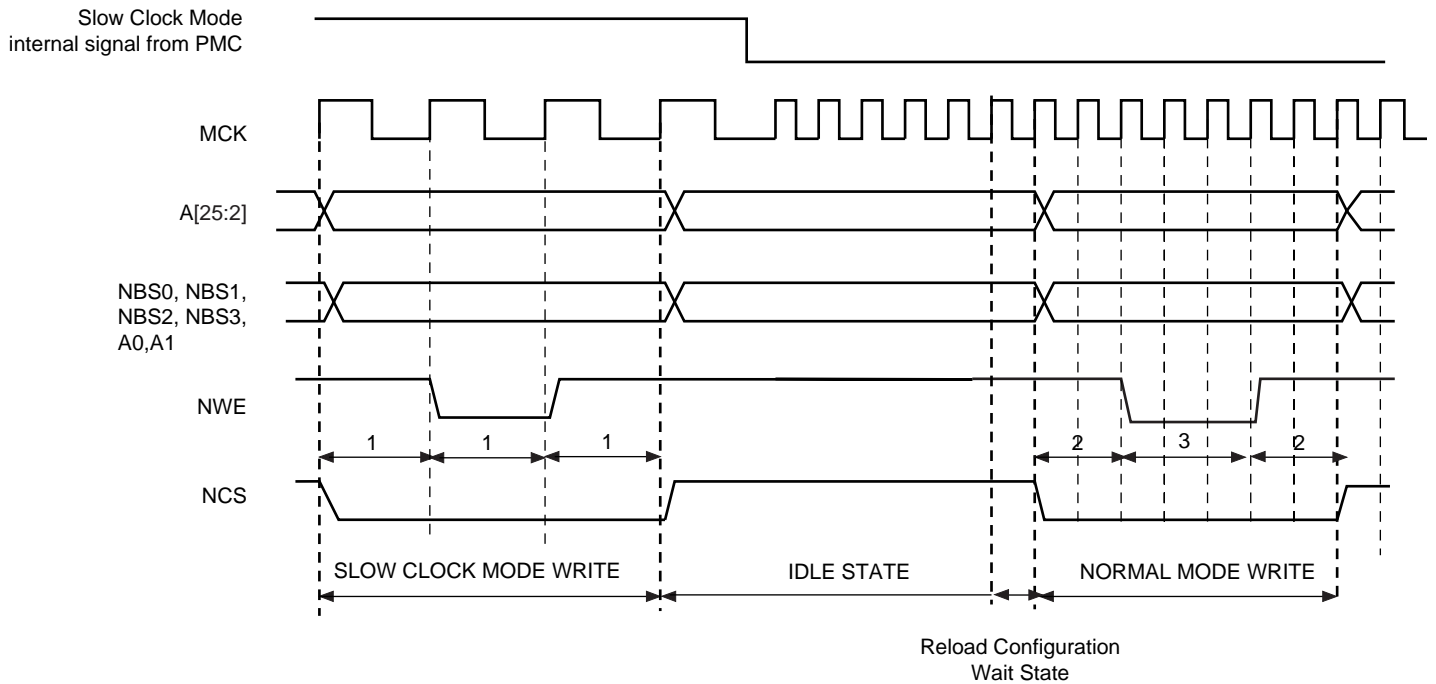 Slow Clock Mode
internal signal from PMC
MCK
A[25:2]
NBS0, NBS1,
NBS2, NBS3,
A0,A1
NWE
1
1
1
2
3
2
NCS
SLOW CLOCK MODE WRITE
IDLE STATE
NORMAL MODE WRITE
Reload Configuration
Wait State